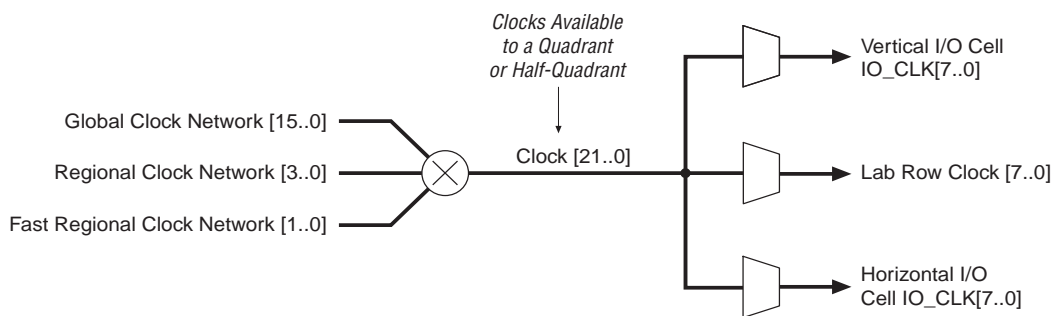 Clocks Available
to a Quadrant
or Half-Quadrant
Vertical I/O Cell
IO_CLK[7..0]
Global Clock Network [15..0]
Clock [21..0]
Regional Clock Network [3..0]
Lab Row Clock [7..0]
Fast Regional Clock Network [1..0]
Horizontal I/O
Cell IO_CLK[7..0]